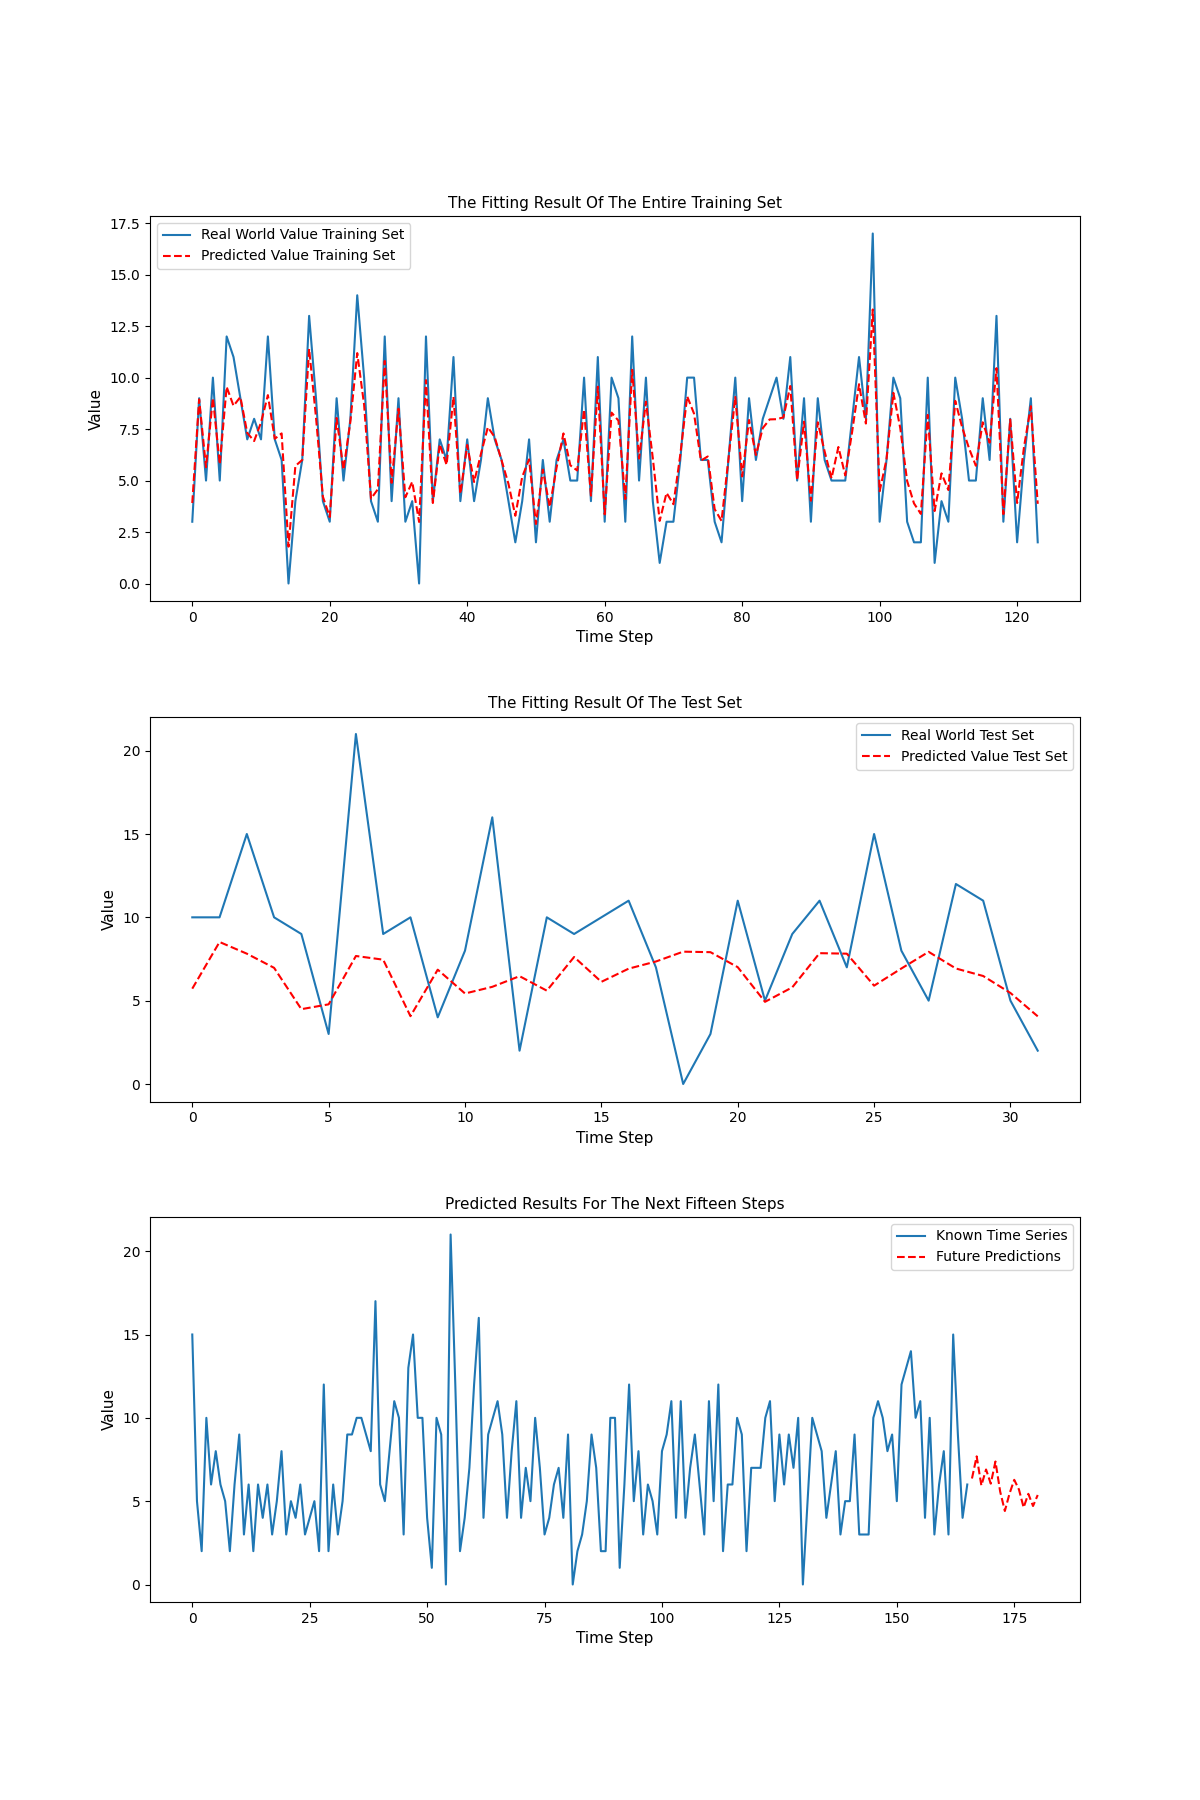 The Fitting Result Of The Entire Training Set
Real World Value Training Set
Predicted Value Training Set
17.5
15.0
12.5
10.0
7.5
5.0
2.5
0.0
Value
0 20 40 60 80 100 120
Time Step
The Fitting Result Of The Test Set
Real World Test Set
Predicted Value Test Set
20
15
10
5
0
Value
0 5 10 15 20 25 30
Time Step
Predicted Results For The Next Fifteen Steps
Known Time Series
Future Predictions
20
15
10
5
0
Value
0 25 50 75 100 125 150 175
Time Step